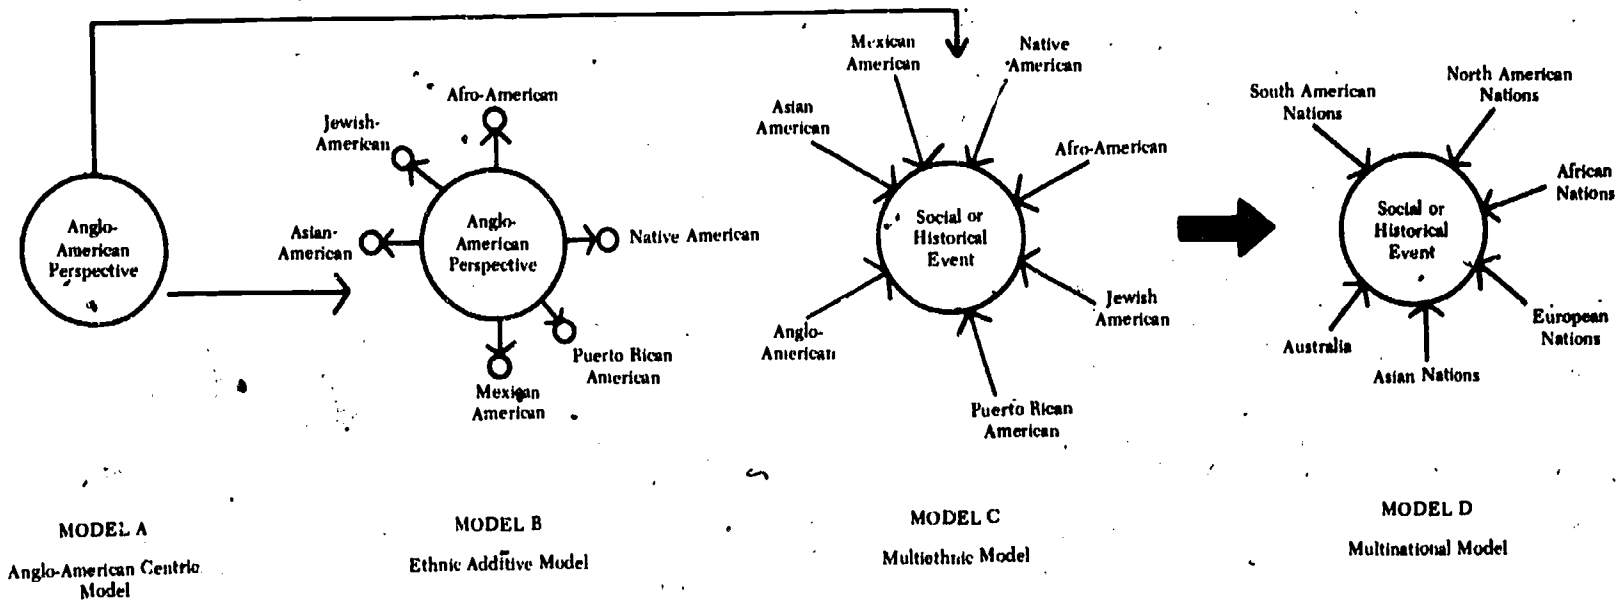 Anglo-
American
Perspective
MODEL A
Anglo-American Centric
Model
Afro-American
Jewish-
American
Asian-
American
Anglo-
American
Perspective
Native American
Puerto Rican
American
Mexican
American
MODEL B
Ethnic Additive Model
Mexican
American
Native
American
Asian
American
Afro-American
Social or
Historical
Event
Anglo-
American
Jewish
American
Puerto Rican
American
MODEL C
Multiethnic Model
South American
Nations
North American
Nations
African
Nations
Social or
Historical
Event
European
Nations
Australia
Asian Nations
MODEL D
Multinational Model